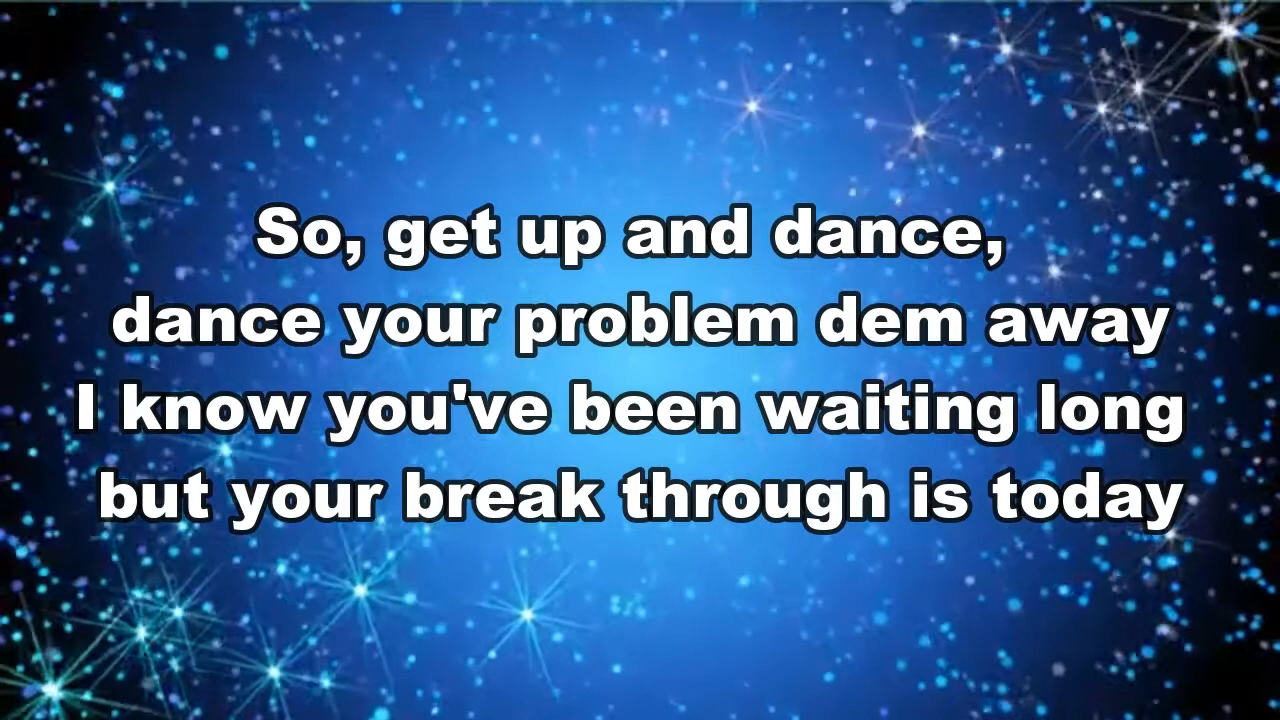 So, get up and dance,
dance your problem dem away
I know you've been waiting long
but your break through is today